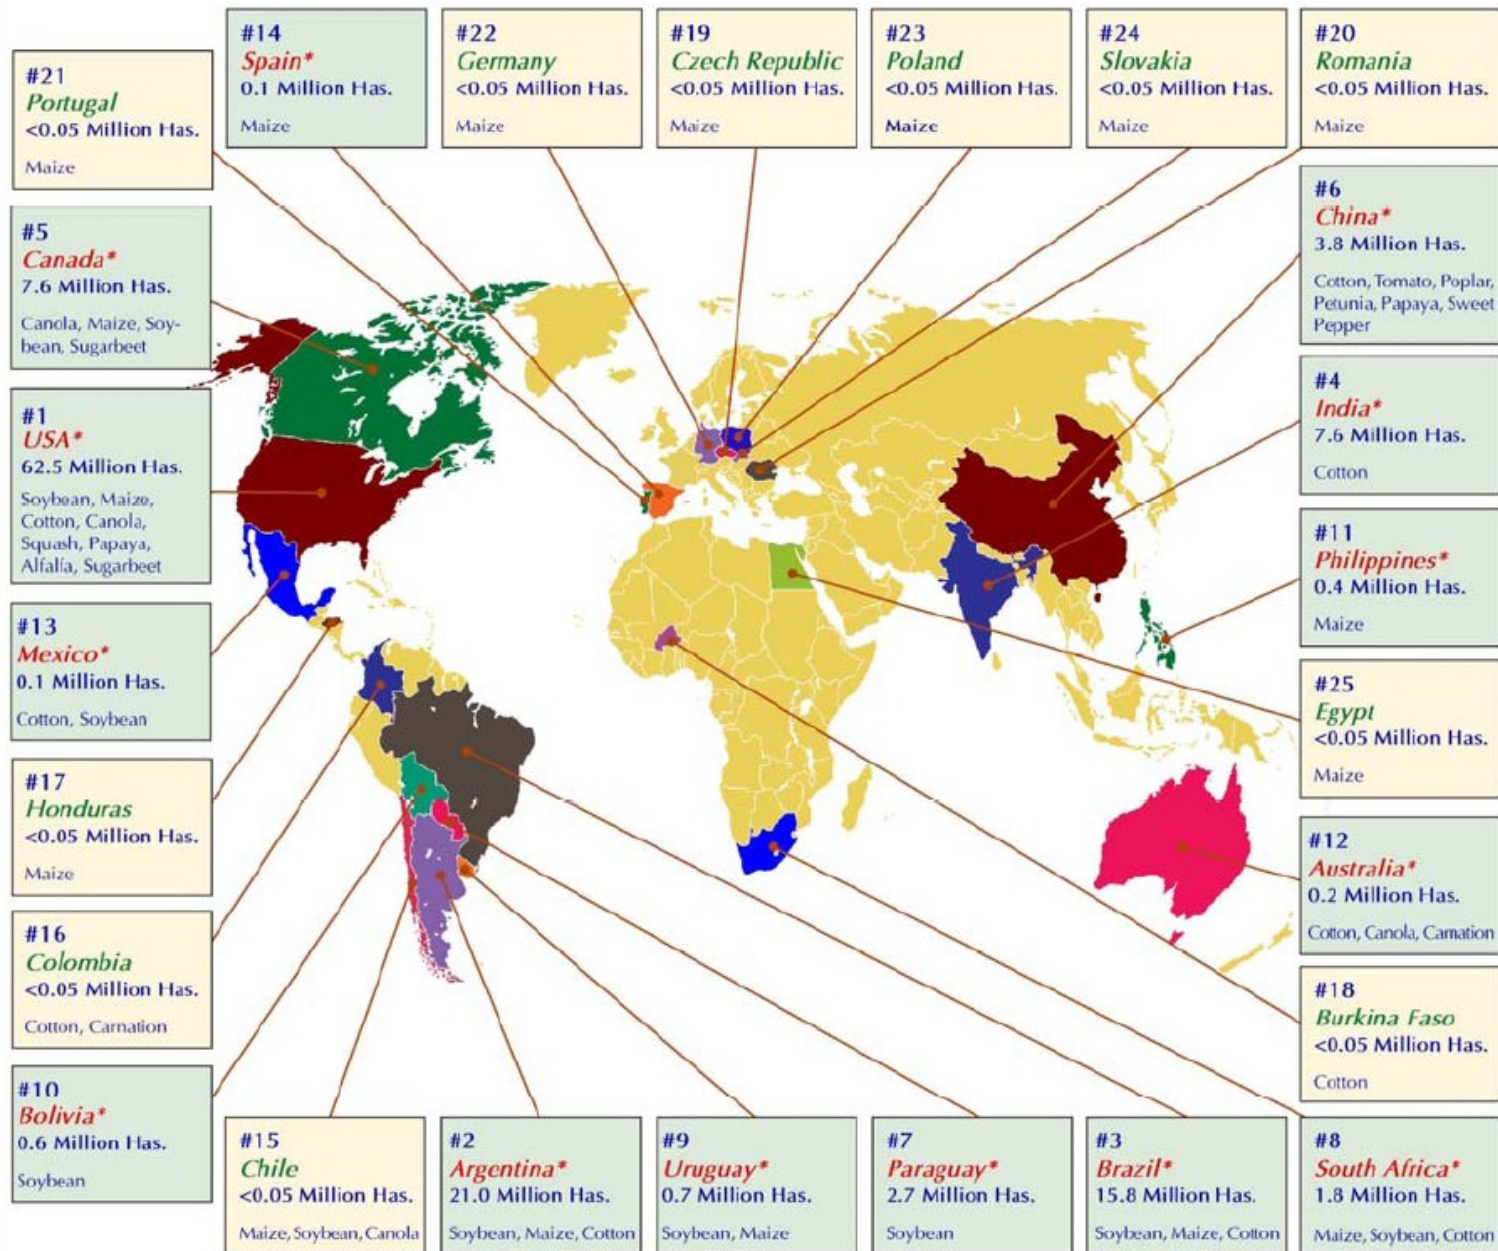 #21
Portugal
<0.05 Million Has.
Maize
#14
Spain*
0.1 Million Has.
Maize
#22
Germany
<0.05 Million Has.
Maize
#19
Czech Republic
<0.05 Million Has.
Maize
#23
Poland
<0.05 Million Has.
Maize
#24
Slovakia
<0.05 Million Has.
Maize
#20
Romania
<0.05 Million Has.
Maize
#5
Canada*
7.6 Million Has.
Canola, Maize, Soy-
bean, Sugarbeet
#6
China*
3.8 Million Has.
Cotton, Tomato, Poplar,
Petunia, Papaya, Sweet
Pepper
#1
USA*
62.5 Million Has.
Soybean, Maize,
Cotton, Canola,
Squash, Papaya,
Alfalfa, Sugarbeet
#4
India*
7.6 Million Has.
Cotton
#11
Philippines*
0.4 Million Has.
Maize
#13
Mexico*
0.1 Million Has.
Cotton, Soybean
#25
Egypt
<0.05 Million Has.
Maize
#17
Honduras
<0.05 Million Has.
Maize
#12
Australia*
0.2 Million Has.
Cotton, Canola, Carnation
#16
Colombia
<0.05 Million Has.
Cotton, Carnation
#18
Burkina Faso
<0.05 Million Has.
Cotton
#10
Bolivia*
0.6 Million Has.
Soybean
#15
Chile
<0.05 Million Has.
Maize, Soybean, Canola
#2
Argentina*
21.0 Million Has.
Soybean, Maize, Cotton
#9
Uruguay*
0.7 Million Has.
Soybean, Maize
#7
Paraguay*
2.7 Million Has.
Soybean
#3
Brazil*
15.8 Million Has.
Soybean, Maize, Cotton
#8
South Africa*
1.8 Million Has.
Maize, Soybean, Cotton